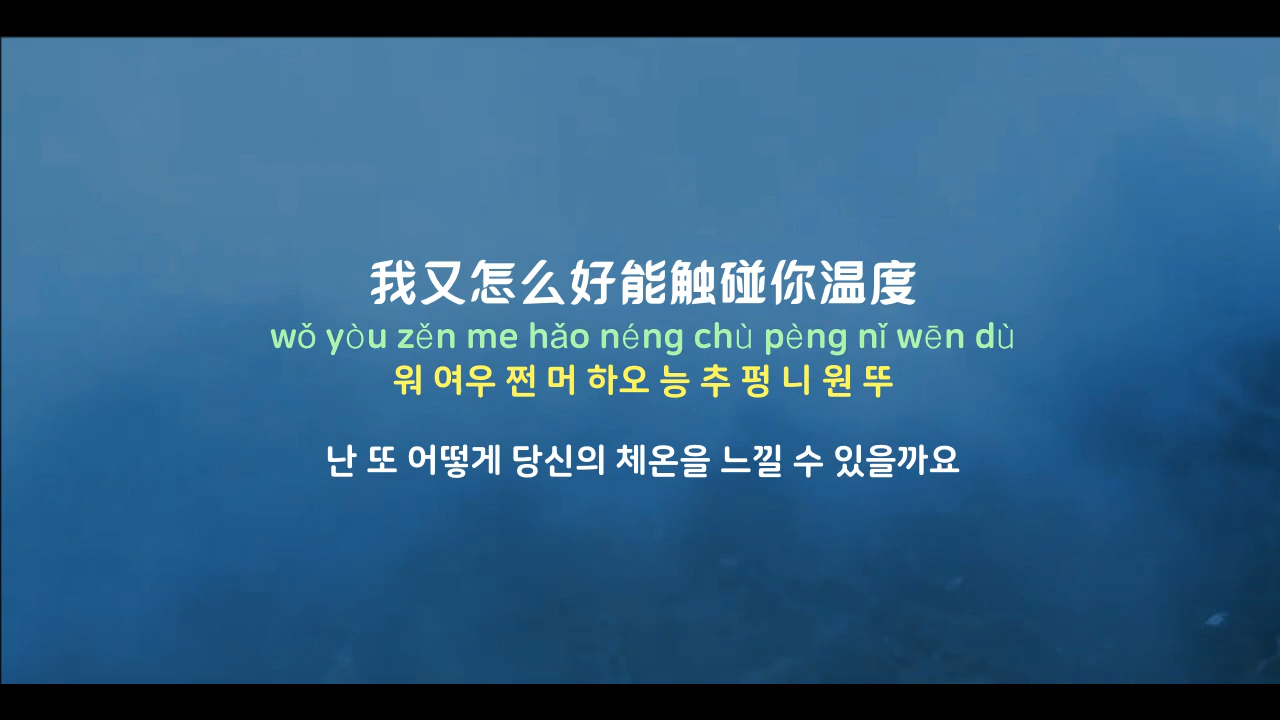 我又怎么好能触碰你温度
wǒ yòu zěn me hǎo néng chù pèng nǐ wēn dù
워 여우 쩐 머 하오 능 추 펑 니 원 뚜
난 또 어떻게 당신의 체온을 느낄 수 있을까요